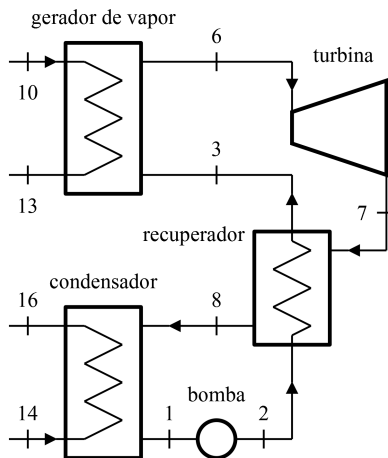 gerador de vapor
6
turbina
10
3
13
7
recuperador
condensador
16
8
bomba
14
1
2